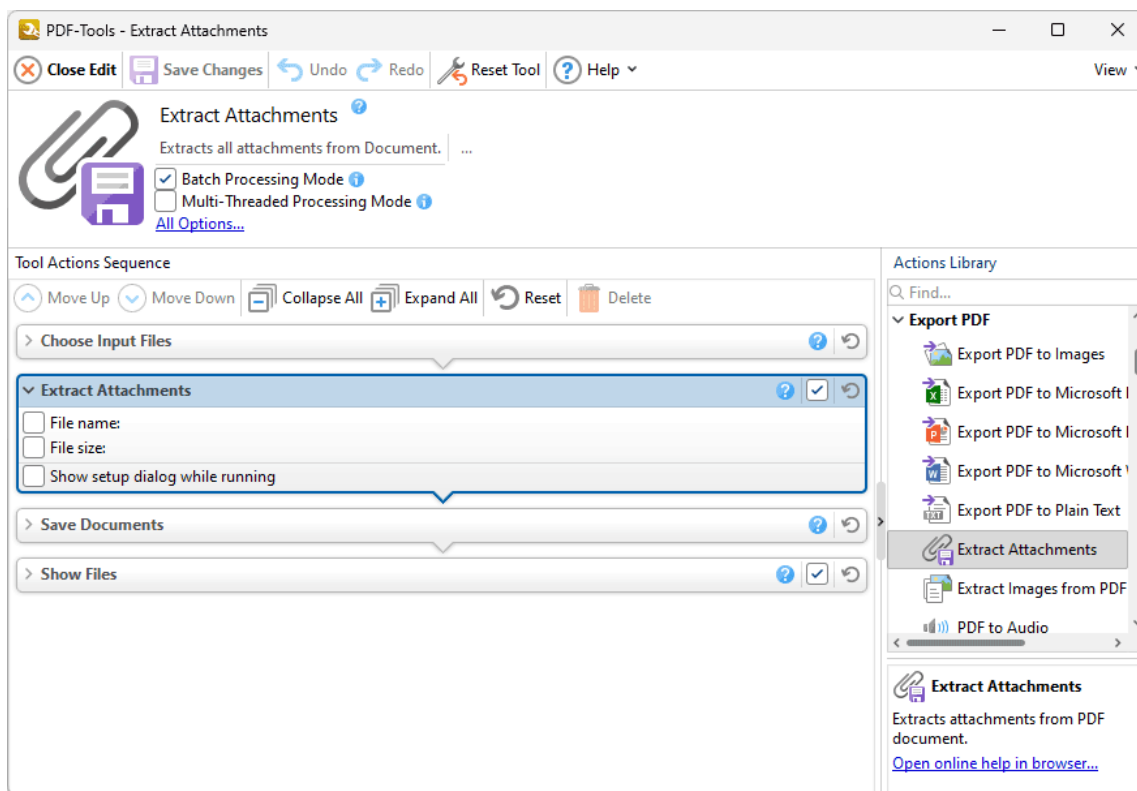 PDF-Tools - Extract Attachments
Close Edit Save Changes Undo Redo Reset Tool ? Help View
Extract Attachments ?
Extracts all attachments from Document. ...
Batch Processing Mode i
Multi-Threaded Processing Mode i
All Options...
Tool Actions Sequence
Move Up Move Down Collapse All Expand All Reset Delete
Choose Input Files ?
Extract Attachments ?
File name:
File size:
Show setup dialog while running
Save Documents ?
Show Files ?
Actions Library
Find...
Export PDF
Export PDF to Images
Export PDF to Microsoft
Export PDF to Microsoft
Export PDF to Microsoft
TXT Export PDF to Plain Text
Extract Attachments
Extract Images from PDF
PDF to Audio
Extract Attachments
Extracts attachments from PDF
document.
Open online help in browser...